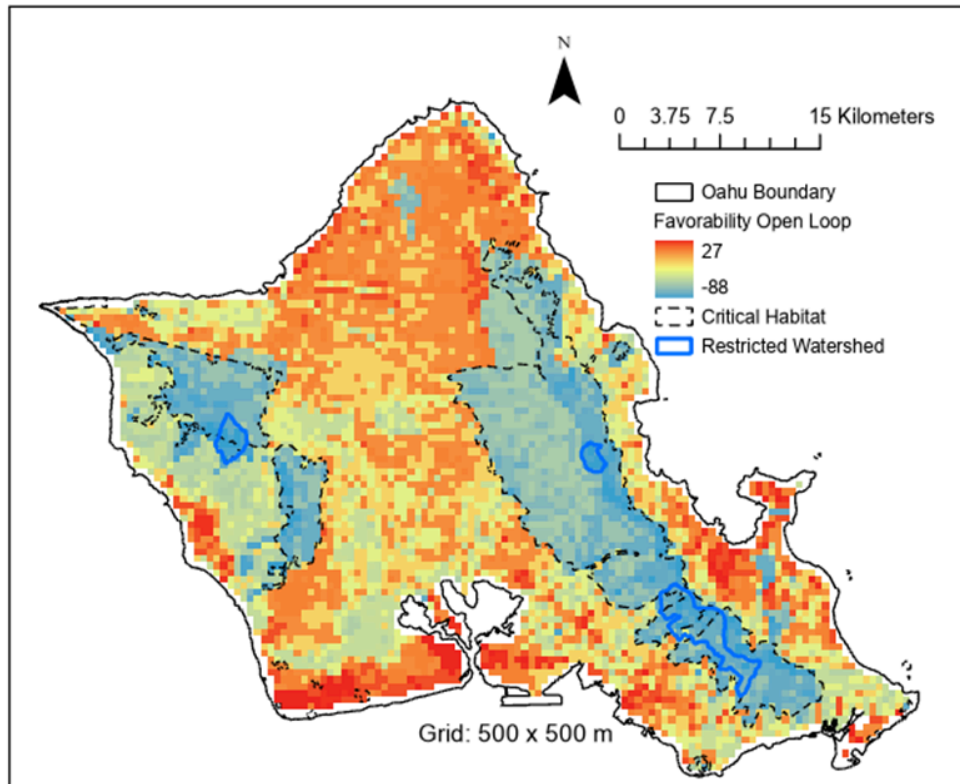 N
0 3.75 7.5 15 Kilometers
Oahu Boundary
Favorability Open Loop
27
-88
Critical Habitat
Restricted Watershed
Grid: 500 x 500 m